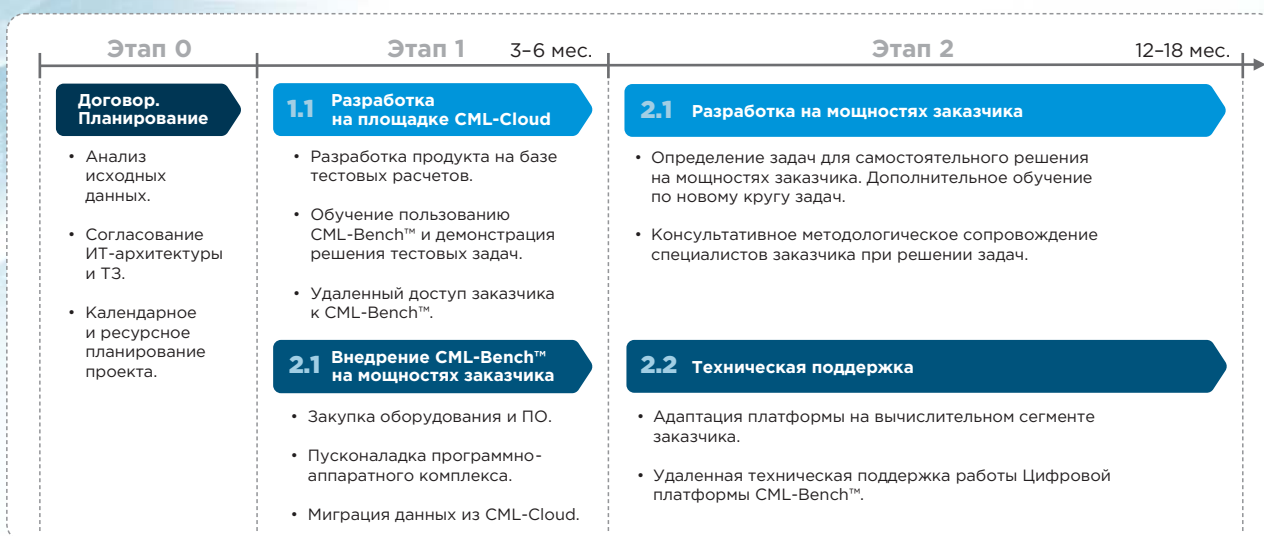 Этап 0
Этап 1
3–6 мес.
Этап 2
12–18 мес.
Договор.
Планирование
• Анализ
исходных
данных.
• Согласование
ИТ-архитектуры
и ТЗ.
• Календарное
и ресурсное
планирование
проекта.
1.1 Разработка
на площадке CML-Cloud
• Разработка продукта на базе
тестовых расчетов.
• Обучение пользованию
CML-Bench™ и демонстрация
решения тестовых задач.
• Удаленный доступ заказчика
к CML-Bench™.
2.1 Внедрение CML-Bench™
на мощностях заказчика
• Закупка оборудования и ПО.
• Пусконаладка программно-
аппаратного комплекса.
• Миграция данных из CML-Cloud.
2.1 Разработка на мощностях заказчика
• Определение задач для самостоятельного решения
на мощностях заказчика. Дополнительное обучение
по новому кругу задач.
• Консультативное методологическое сопровождение
специалистов заказчика при решении задач.
2.2 Техническая поддержка
• Адаптация платформы на вычислительном сегменте
заказчика.
• Удаленная техническая поддержка работы Цифровой
платформы CML-Bench™.